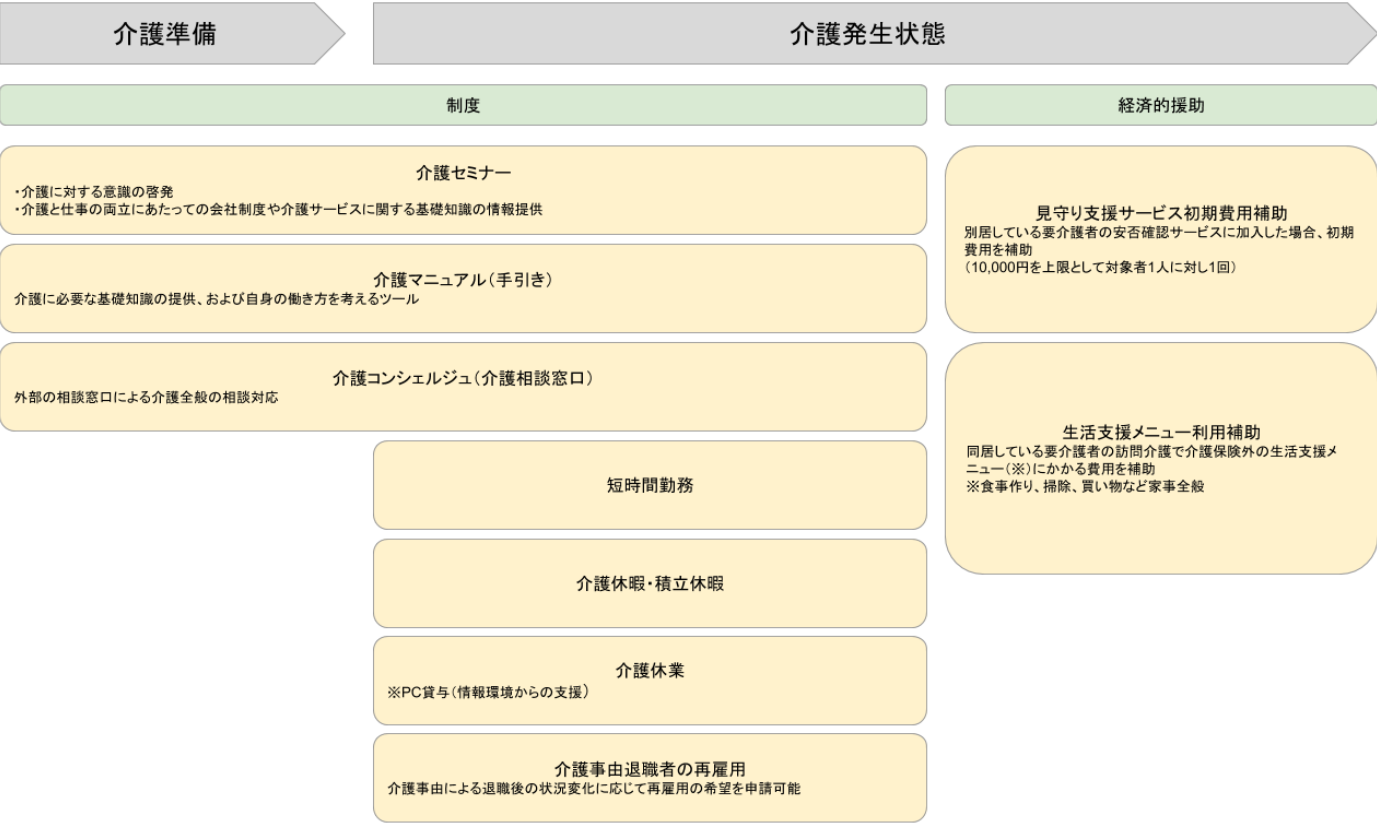 介護準備
介護発生状態
制度
経済的援助
介護セミナー
・介護に対する意識の啓発
・介護と仕事の両立にあたっての会社制度や介護サービスに関する基礎知識の情報提供
介護マニュアル（手引き）
介護に必要な基礎知識の提供、および自身の働き方を考えるツール
介護コンシェルジュ（介護相談窓口）
外部の相談窓口による介護全般の相談対応
短時間勤務
介護休暇・積立休暇
介護休業
※PC貸与（情報環境からの支援）
介護事由退職者の再雇用
介護事由による退職後の状況変化に応じて再雇用の希望を申請可能
見守り支援サービス初期費用補助
別居している要介護者の安否確認サービスに加入した場合、初期
費用を補助
（10,000円を上限として対象者1人に対し1回）
生活支援メニュー利用補助
同居している要介護者の訪問介護で介護保険外の生活支援メ
ニュー（※）にかかる費用を補助
※食事作り、掃除、買い物など家事全般